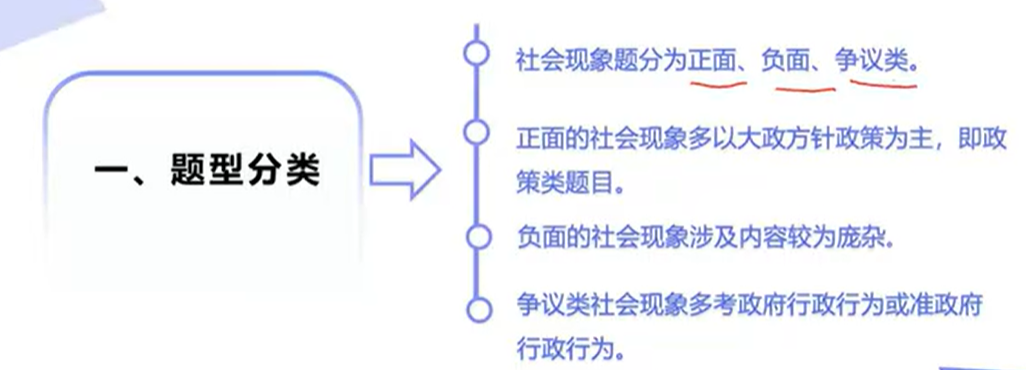 一、题型分类
社会现象题分为正面、负面、争议类。
正面的社会现象多以大政方针政策为主，即政
策类题目。
负面的社会现象涉及内容较为庞杂。
争议类社会现象多考政府行政行为或准政府
行政行为。